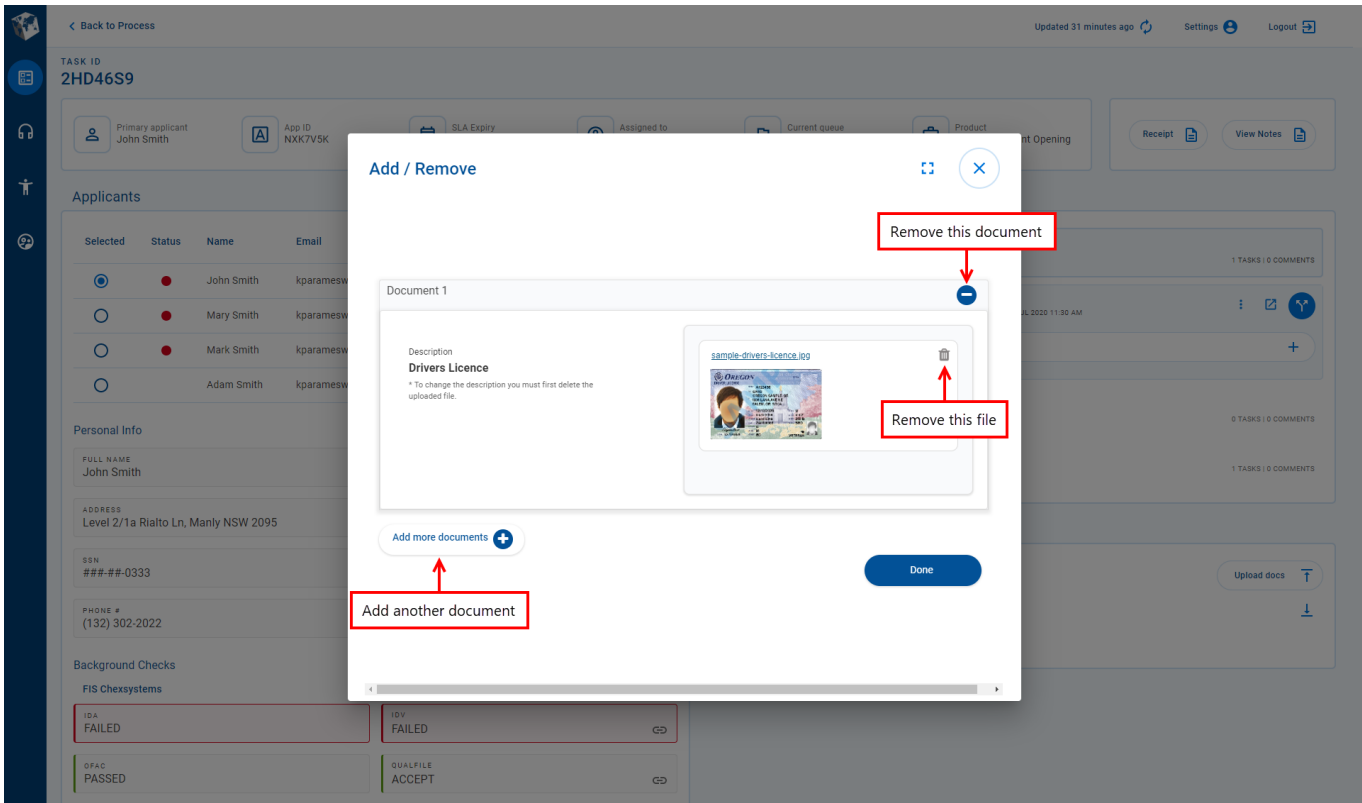 Back to Process
Updated 31 minutes ago
Settings
Logout
TASK ID
2HD46S9
Primary applicant
John Smith
App ID
NXK7V5K
SLA Expiry
Assigned to
Current queue
Product
nt Opening
Receipt
View Notes
Add / Remove
Applicants
Remove this document
Selected Status Name Email
1 TASKS | 0 COMMENTS
John Smith kparamesw
Document 1
Mary Smith kparamesw
JUL 2020 11:30 AM
Mark Smith kparamesw
Description
Drivers Licence
* To change the description you must first delete the
uploaded file.
sample-drivers-licence.jpg
OREGON
Adam Smith kparamesw
Remove this file
0 TASKS | 0 COMMENTS
Personal Info
FULL NAME
John Smith
1 TASKS | 0 COMMENTS
ADDRESS
Level 2/1a Rialto Ln, Manly NSW 2095
Add more documents
SSN
###-##-0333
Done
Upload docs
Add another document
PHONE #
(132) 302-2022
Background Checks
FIS Chexsystems
IDA
FAILED
IDV
FAILED
OFAC
PASSED
QUALFILE
ACCEPT